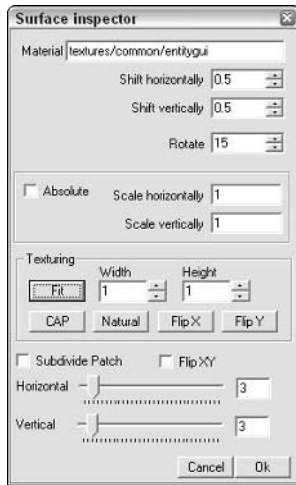 Surface inspector
Material textures/common/entitygui
Shift horizontally 0.5
Shift vertically 0.5
Rotate 15
Absolute Scale horizontally 1
Scale vertically 1
Texturing
Width Height
Fit 1 1
CAP Natural Flip X Flip Y
Subdivide Patch Flip XY
Horizontal 3
Vertical 3
Cancel Ok